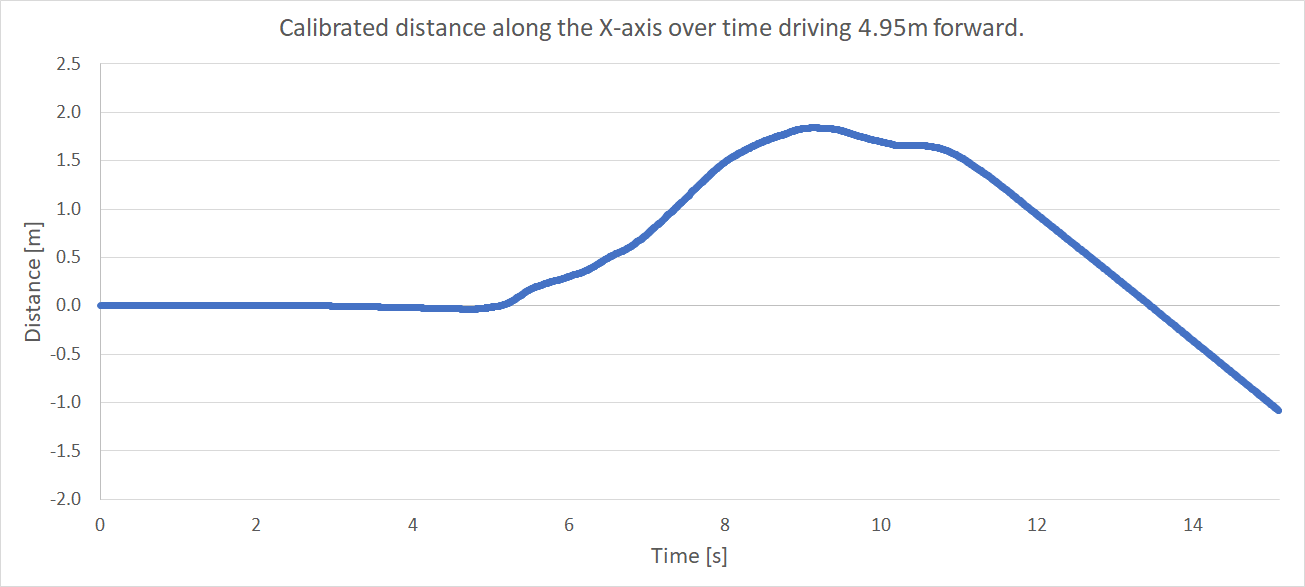 Calibrated distance along the X-axis over time driving 4.95m forward.
2.5
2.0
1.5
1.0
0.5
0.0
-0.5
-1.0
-1.5
-2.0
Distance [m]
0 2 4 6 8 10 12 14
Time [s]